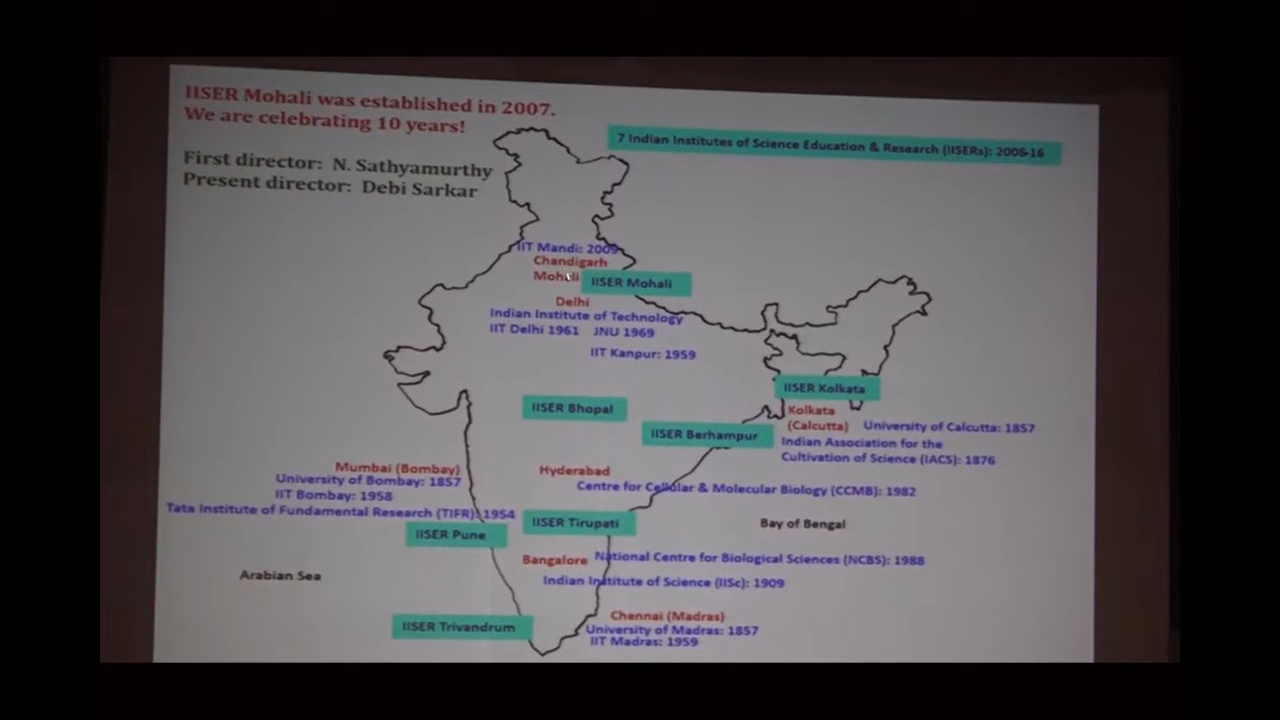 IISER Mohali was established in 2007.
We are celebrating 10 years!
7 Indian Institutes of Science Education & Research (IISERs): 2006-16
First director: N. Sathyamurthy
Present director: Debi Sarkar
IIT Mandi: 2009
Chandigarh
Mohali
IISER Mohali
Delhi
Indian Institute of Technology
IIT Delhi 1961 JNU 1969
IIT Kanpur: 1959
IISER Kolkata
IISER Bhopal
Kolkata
(Calcutta) University of Calcutta: 1857
IISER Berhampur
Indian Association for the
Cultivation of Science (IACS): 1876
Mumbai (Bombay)
University of Bombay: 1857
IIT Bombay: 1958
Tata Institute of Fundamental Research (TIFR): 1954
Hyderabad
Centre for Cellular & Molecular Biology (CCMB): 1982
IISER Pune
IISER Tirupati
Bay of Bengal
Bangalore National Centre for Biological Sciences (NCBS): 1988
Arabian Sea
Indian Institute of Science (IISc): 1909
Chennai (Madras)
IISER Trivandrum
University of Madras: 1857
IIT Madras: 1959